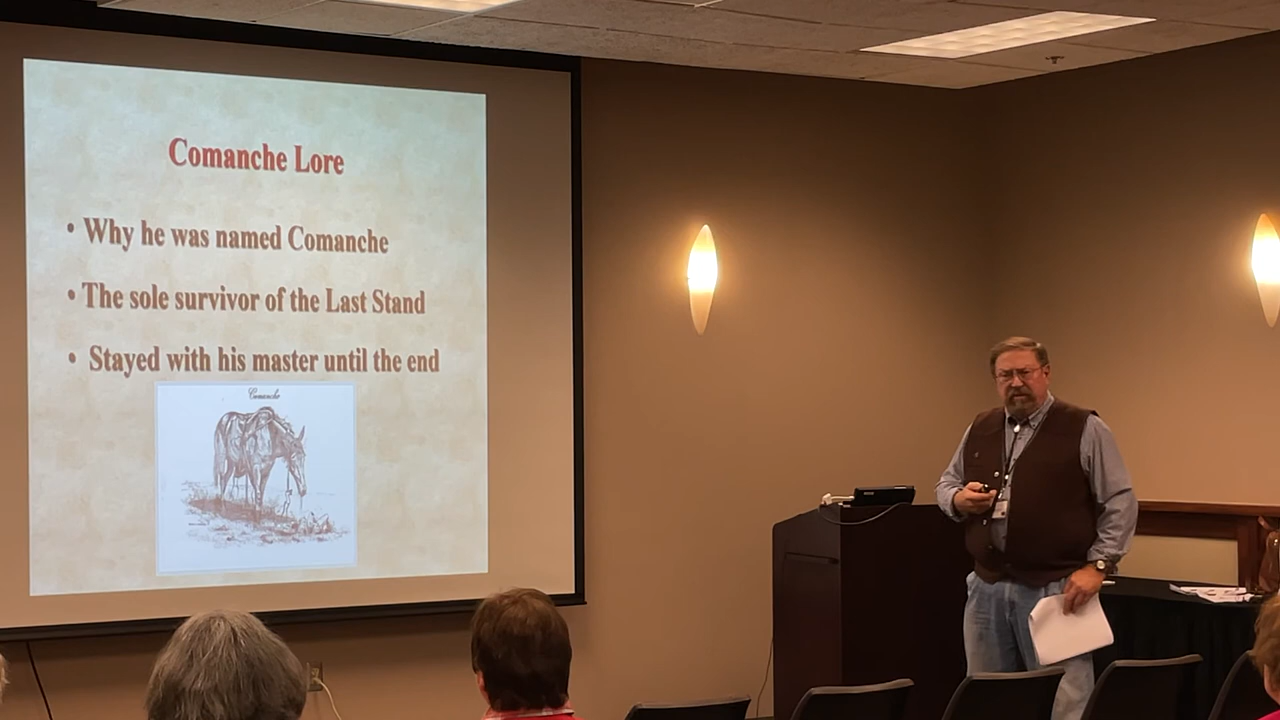 Comanche Lore
• Why he was named Comanche
• The sole survivor of the Last Stand
• Stayed with his master until the end
Comanche